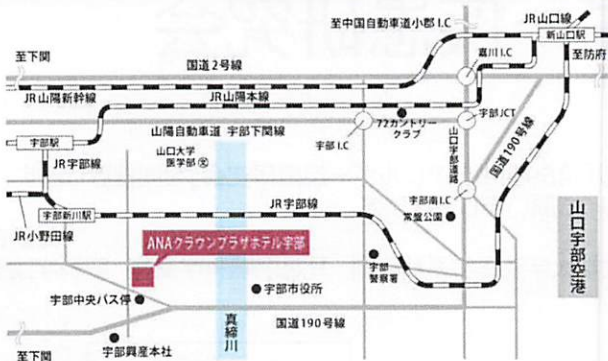 至中国自動車道小郡I.C
JR山口線
新山口駅
至防府
至下関
国道2号線
嘉川I.C
JR山陽新幹線
JR山陽本線
72カントリー
クラブ
宇部JCT
山陽自動車道 宇部下関線
宇部駅
宇部I.C
山口宇部道路
国道190号線
JR宇部線
山口大学
医学部
宇部南I.C
JR宇部線
常盤公園
宇部新川駅
JR小野田線
山口宇部空港
ANAクラウンプラザホテル宇部
宇部
警察署
宇部中央バス停
宇部市役所
真締川
国道190号線
宇部興産本社
至下関